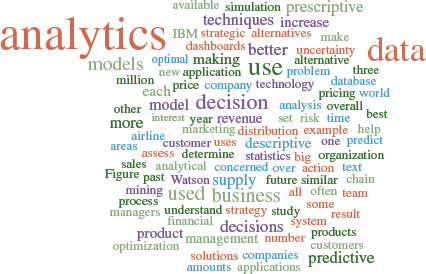 available simulation prescriptive
techniques increase
analytics IBM strategic alternatives make
dashboards better uncertainty data
models optimal making use alternative
new application problem three
million price company technology database
each pricing world
other model decision analysis overall
more interest year revenue set risk time best
marketing distribution example help
airline customer uses descriptive one predict
areas assess determine statistics big organization
sales analytical concerned over action text
Figure past Watson supply future similar chain
mining used business all often team
process some
managers understand strategy study result
financial decisions system
product management number products
optimization customers
solutions companies predictive
amounts applications